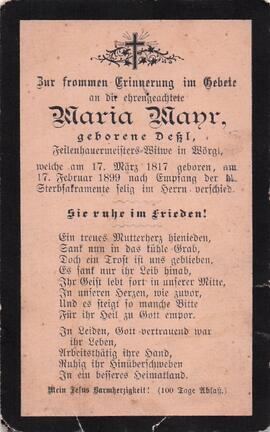 Zur frommen Erinnerung im Gebete
an die ehrengeachtete
Maria Mayr,
geborene Deßl,
Feilenhauermeisters-Witwe in Wörgl,
welche am 17. März 1817 geboren, am
17. Februar 1899 nach Empfang der hl.
Sterbsakramente selig im Herrn verschied.
Sie ruhe im Frieden!
Ein treues Mutterherz hienieden,
Sank nun in das kühle Grab,
Doch ein Trost ist uns geblieben,
Es sank nur ihr Leib hinab,
Ihr Geist lebt fort in unserer Mitte,
In unseren Herzen, wie zuvor,
Und es steigt so manche Bitte
Für ihr Heil zu Gott empor.
In Leiden, Gott vertrauend war
ihr Leben,
Arbeitsthätig ihre Hand,
Ruhig ihr Hinüberschweben
In ein besseres Heimatland.
Mein Jesus Barmherzigkeit! (100 Tage Ablaß.)